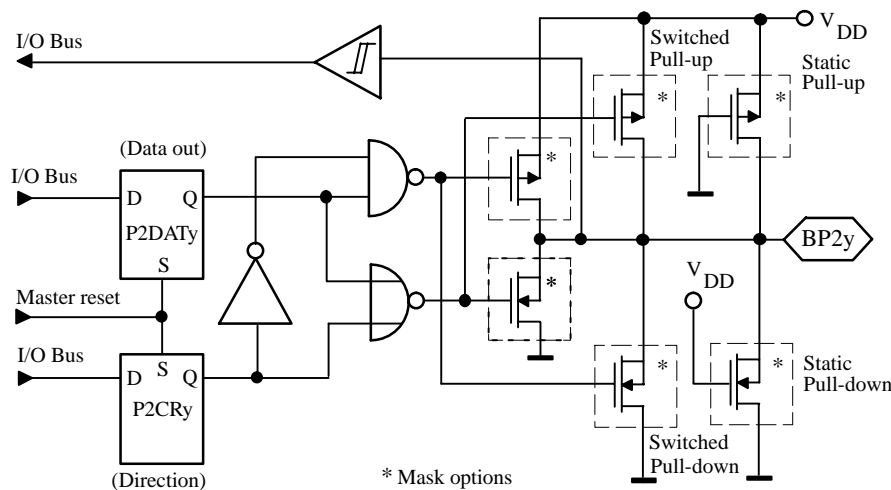 I/O Bus
V DD
Switched
Pull-up
Static
Pull-up
*
*
(Data out)
*
I/O Bus
D Q
P2DATy
S
BP2y
V DD
*
Master reset
I/O Bus
S
D Q
P2CRy
*
*
Static
Pull-down
Switched
Pull-down
(Direction)
* Mask options